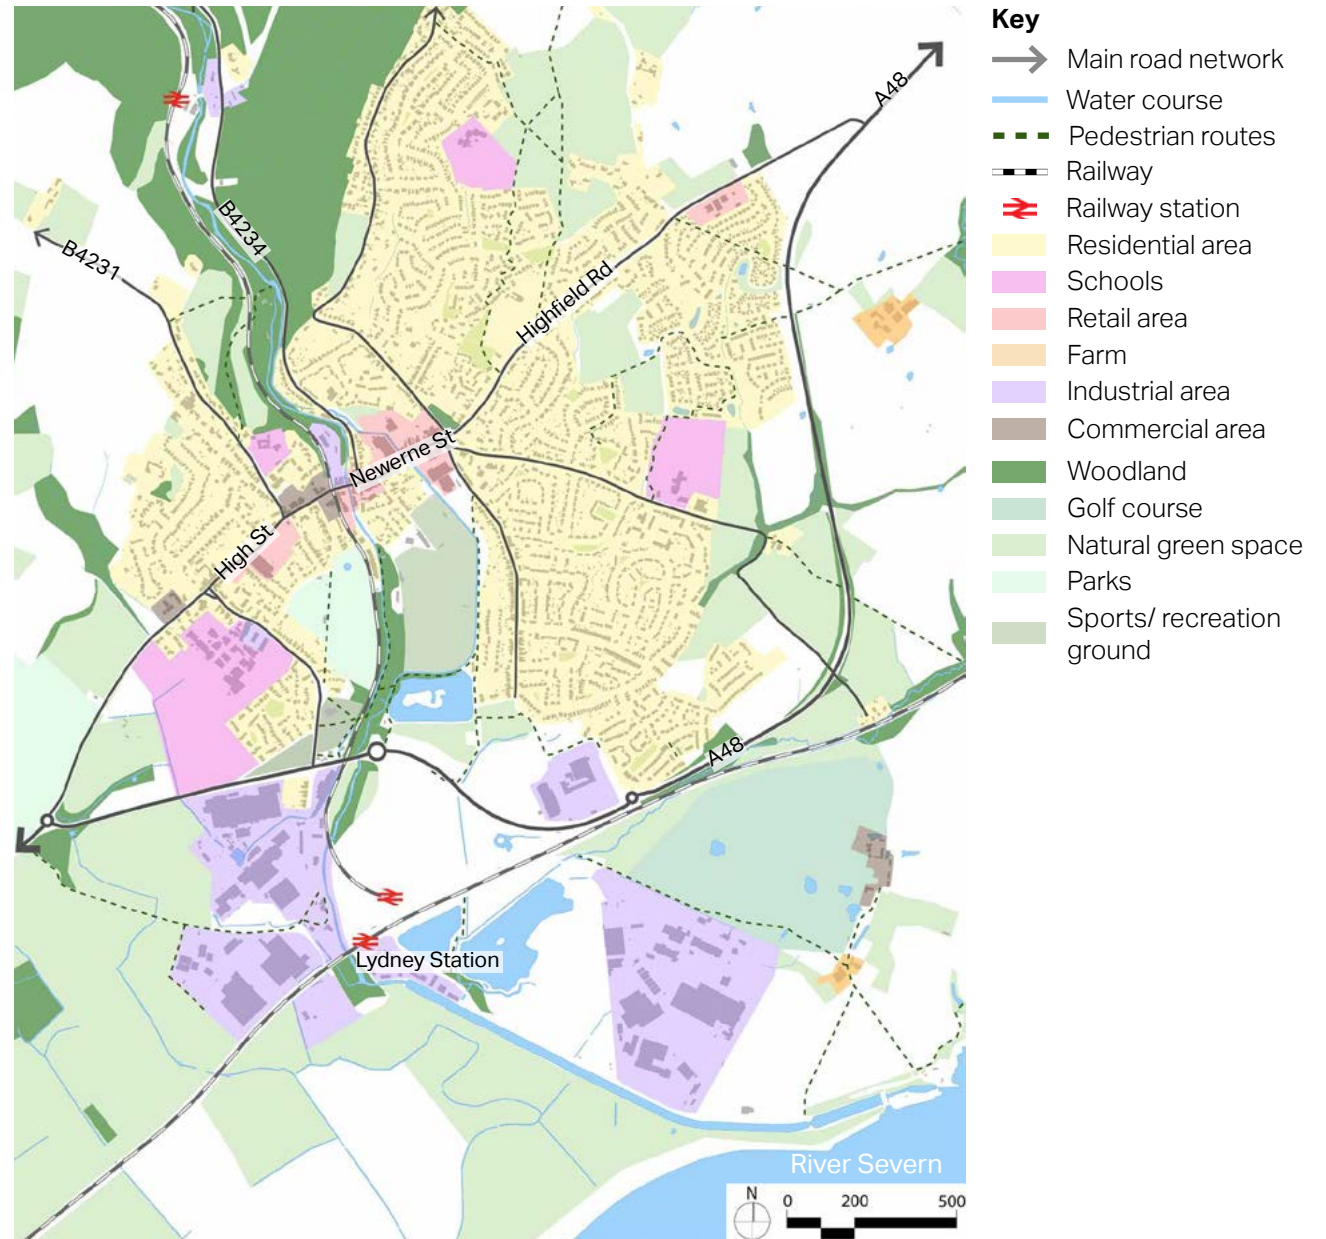 A48
B4234
B4231
Highfield Rd
Newerne St
High St
A48
Lydney Station
River Severn
N
0 200 500
Key
Main road network
Water course
Pedestrian routes
Railway
Railway station
Residential area
Schools
Retail area
Farm
Industrial area
Commercial area
Woodland
Golf course
Natural green space
Parks
Sports/ recreation
ground